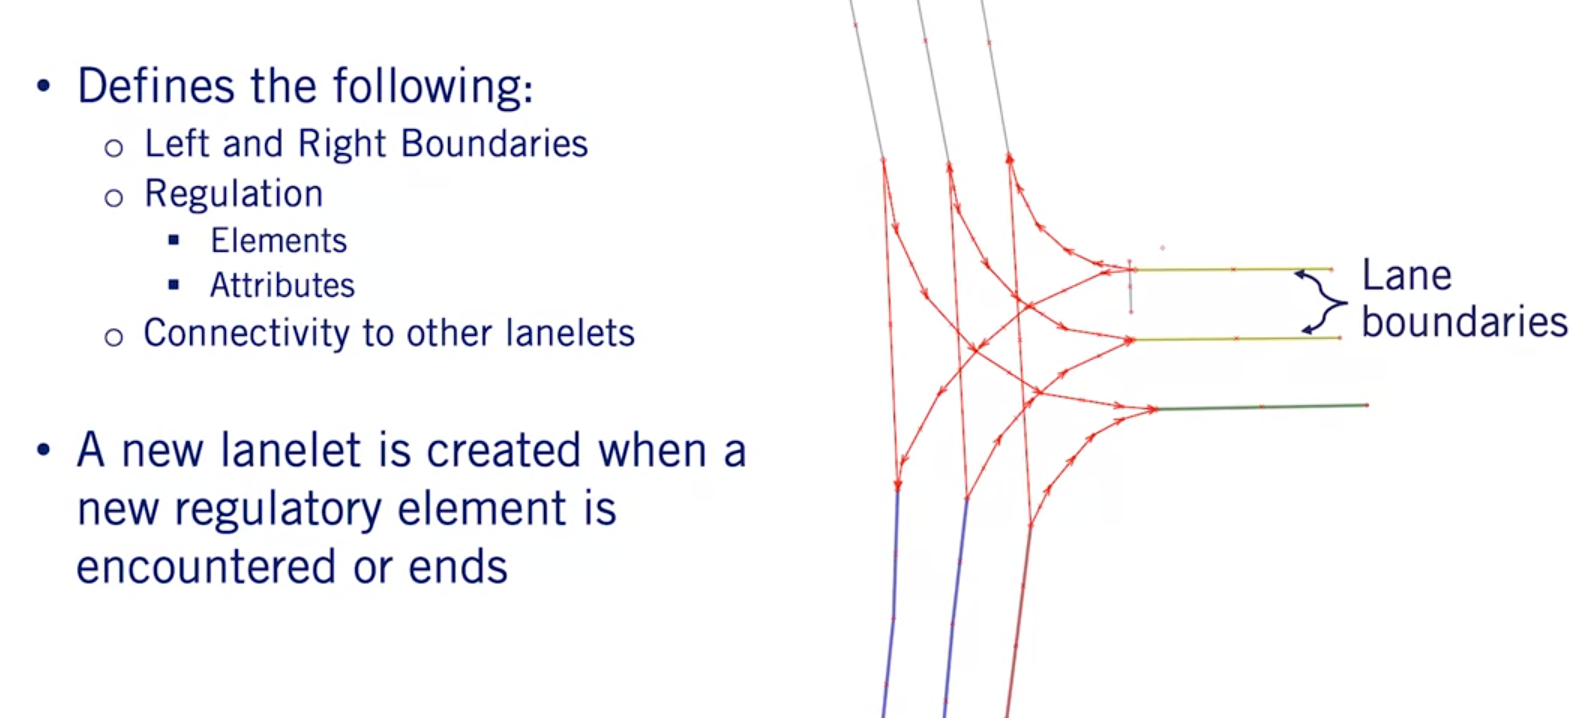 • Defines the following:
o Left and Right Boundaries
o Regulation
▪ Elements
▪ Attributes
o Connectivity to other lanelets
• A new lanelet is created when a
new regulatory element is
encountered or ends
Lane
boundaries